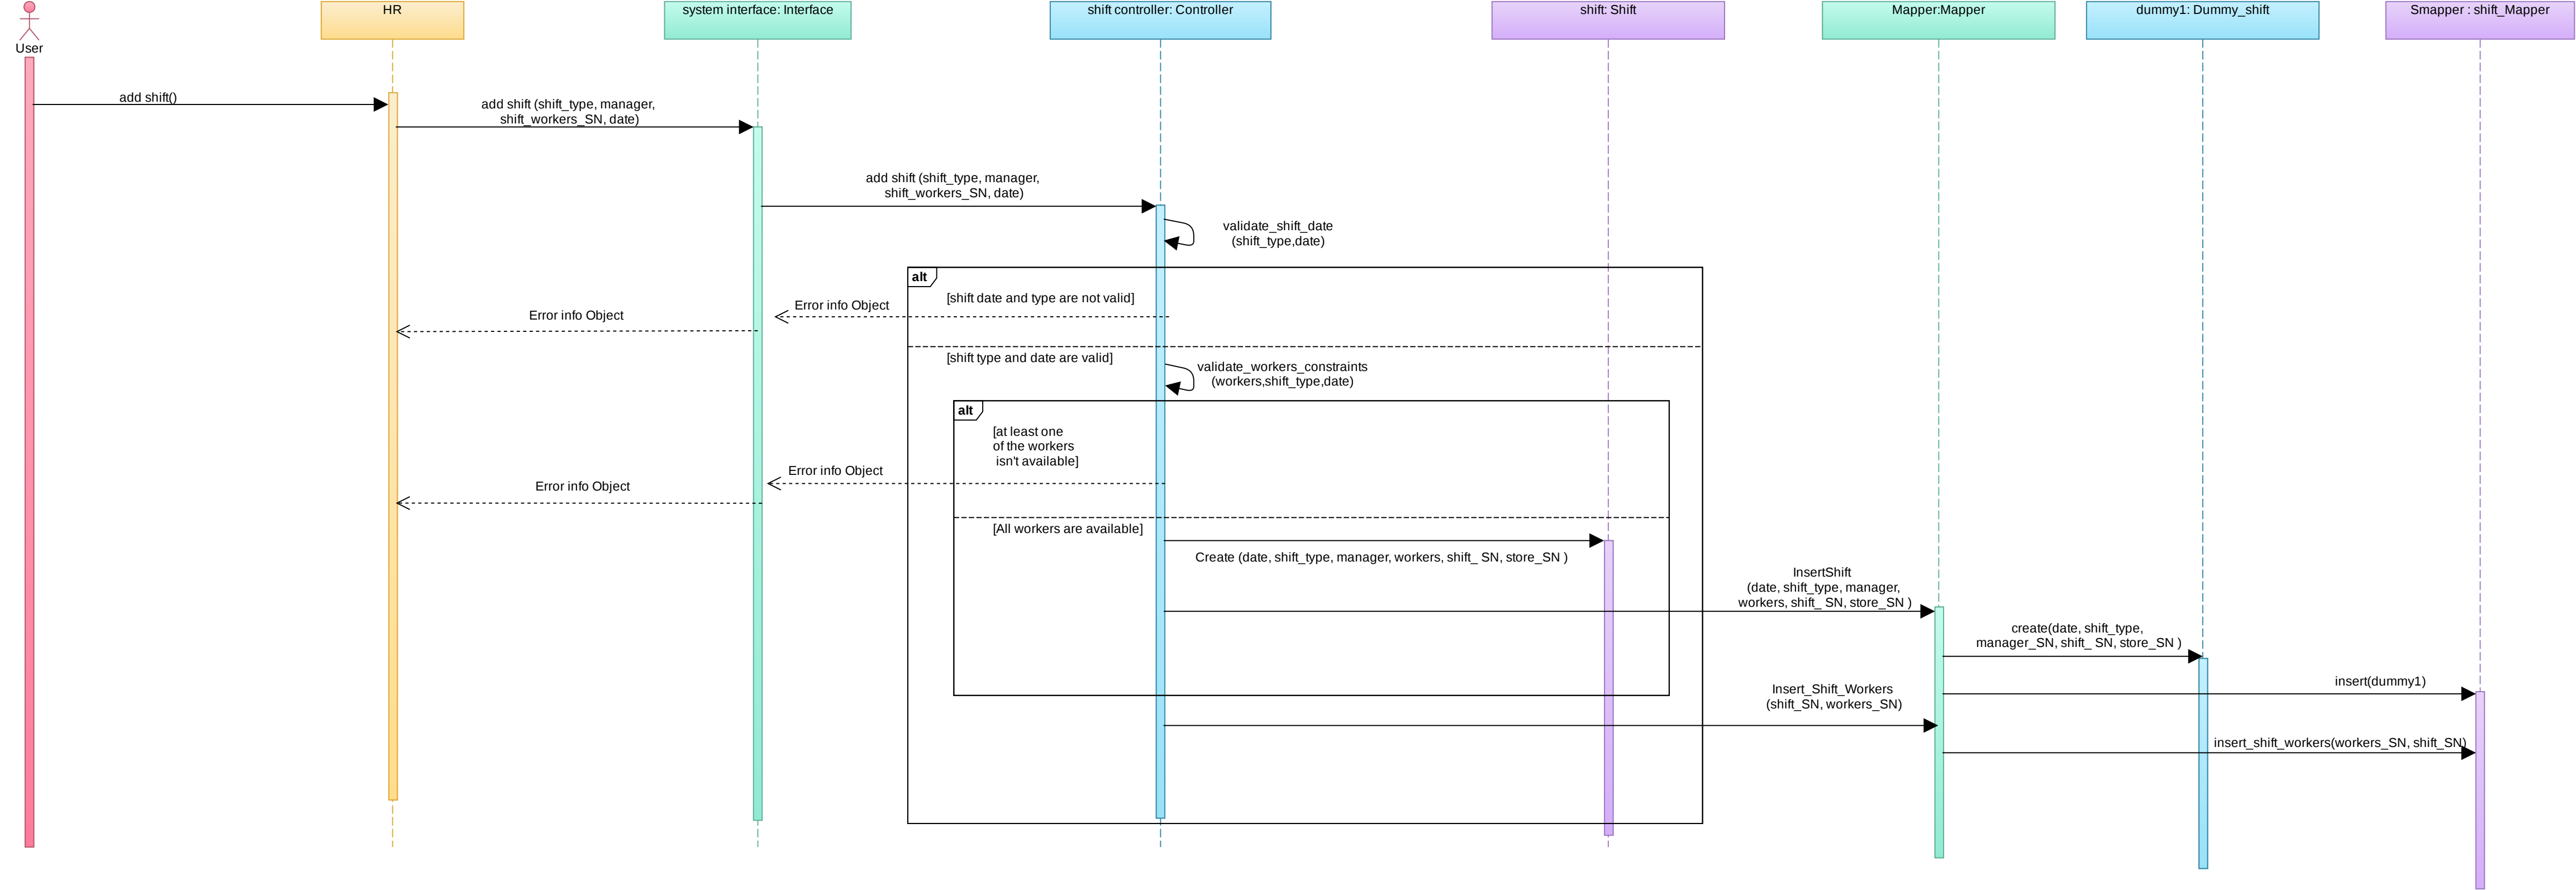 User
HR
system interface: Interface
shift controller: Controller
shift: Shift
Mapper:Mapper
dummy1: Dummy_shift
Smapper : shift_Mapper
add shift()
add shift (shift_type, manager,
shift_workers_SN, date)
add shift (shift_type, manager,
shift_workers_SN, date)
validate_shift_date
(shift_type,date)
alt
[shift date and type are not valid]
Error info Object
Error info Object
[shift type and date are valid]
validate_workers_constraints
(workers,shift_type,date)
alt
[at least one
of the workers
isn't available]
Error info Object
Error info Object
[All workers are available]
Create (date, shift_type, manager, workers, shift_ SN, store_SN )
InsertShift
(date, shift_type, manager,
workers, shift_ SN, store_SN )
create(date, shift_type,
manager_SN, shift_ SN, store_SN )
insert(dummy1)
Insert_Shift_Workers
(shift_SN, workers_SN)
insert_shift_workers(workers_SN, shift_SN)